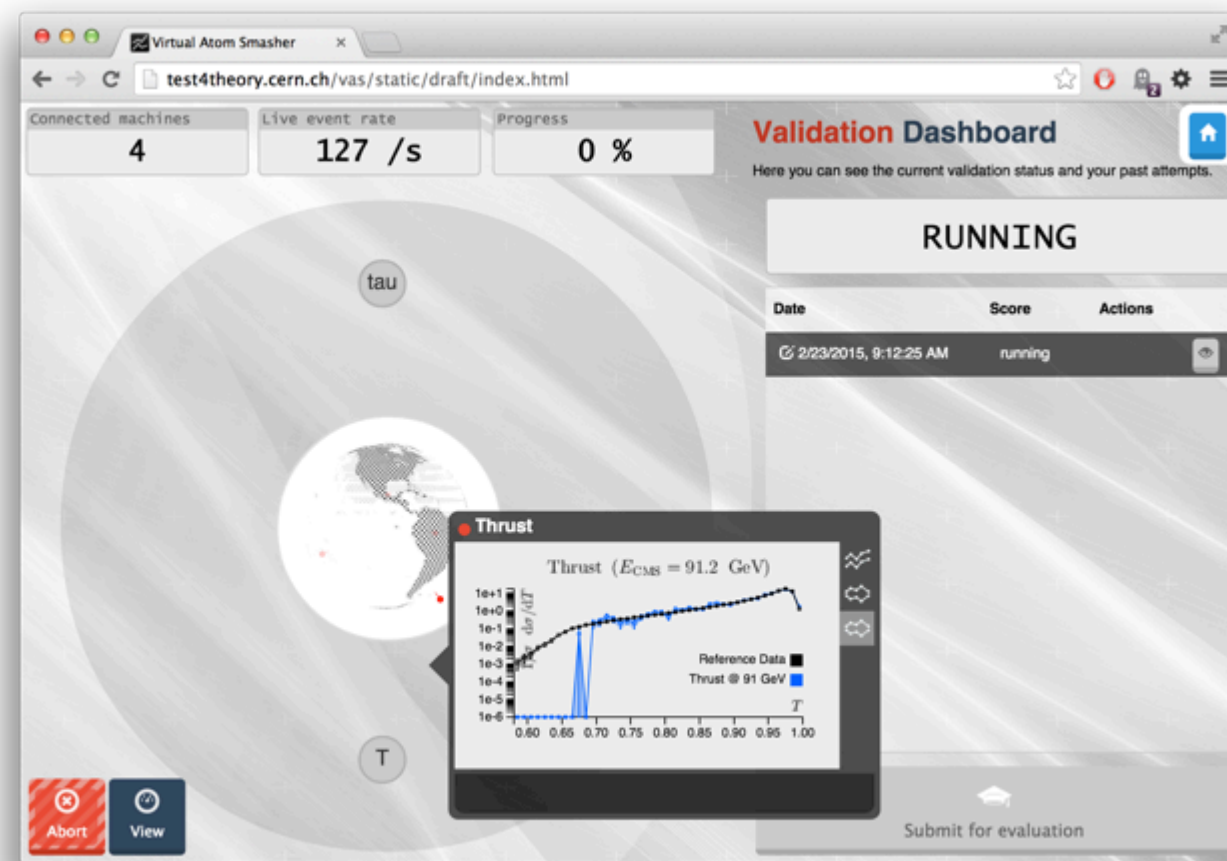 Virtual Atom Smasher
test4theory.cern.ch/vas/static/draft/index.html
2
Connected machines
4
Live event rate
127 /s
Progress
0 %
Validation Dashboard
Here you can see the current validation status and your past attempts.
RUNNING
Date Score Actions
2/23/2015, 9:12:25 AM running
tau
Thrust
Thrust (E_CMS = 91.2 GeV)
1e+1
1e+0
1e-1
1e-2
1e-3
1e-4
1e-5
1e-6
dσ/dT
Reference Data
Thrust @ 91 GeV
T
0.60 0.65 0.70 0.75 0.80 0.85 0.90 0.95 1.00
T
Abort
View
Submit for evaluation